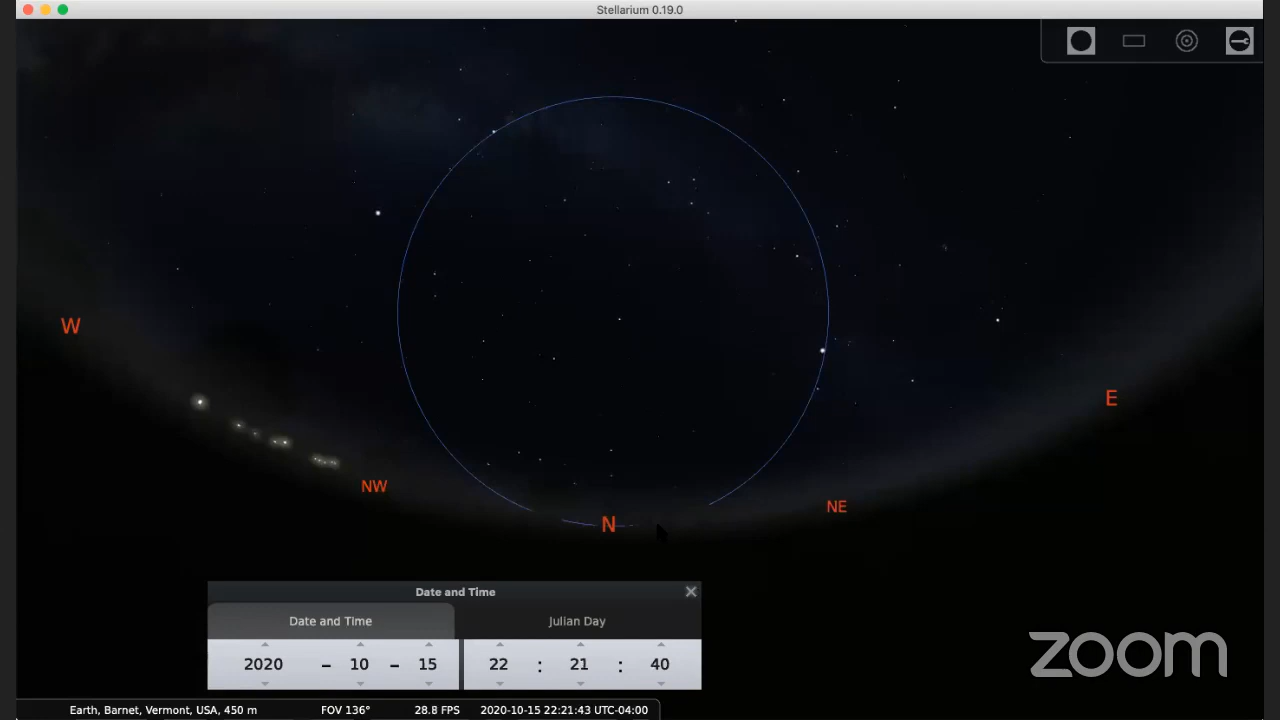 Stellarium 0.19.0
W
E
NW
NE
N
Date and Time
Date and Time Julian Day
2020 - 10 - 15 22 : 21 : 40
zoom
Earth, Barnet, Vermont, USA, 450 m FOV 136° 28.8 FPS 2020-10-15 22:21:43 UTC-04:00